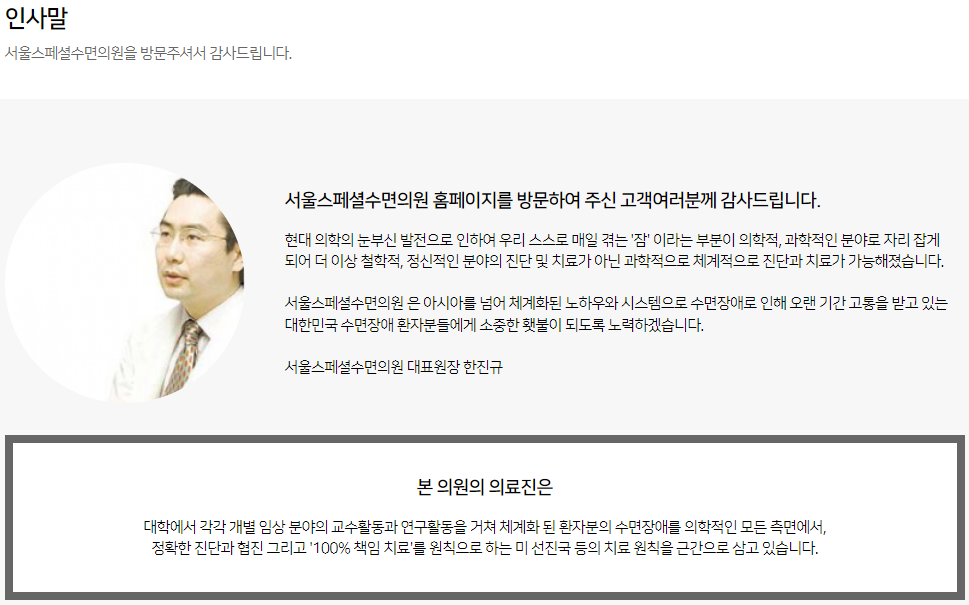 인사말
서울스페셜수면의원을 방문주셔서 감사드립니다.
서울스페셜수면의원 홈페이지를 방문하여 주신 고객여러분께 감사드립니다.
현대 의학의 눈부신 발전으로 인하여 우리 스스로 매일 겪는 '잠' 이라는 부분이 의학적, 과학적인 분야로 자리 잡게
되어 더 이상 철학적, 정신적인 분야의 진단 및 치료가 아닌 과학적으로 체계적으로 진단과 치료가 가능해졌습니다.
서울스페셜수면의원 은 아시아를 넘어 체계화된 노하우와 시스템으로 수면장애로 인해 오랜 기간 고통을 받고 있는
대한민국 수면장애 환자분들에게 소중한 횃불이 되도록 노력하겠습니다.
서울스페셜수면의원 대표원장 한진규
본 의원의 의료진은
대학에서 각각 개별 임상 분야의 교수활동과 연구활동을 거쳐 체계화 된 환자분의 수면장애를 의학적인 모든 측면에서,
정확한 진단과 협진 그리고 '100% 책임 치료'를 원칙으로 하는 미 선진국 등의 치료 원칙을 근간으로 삼고 있습니다.